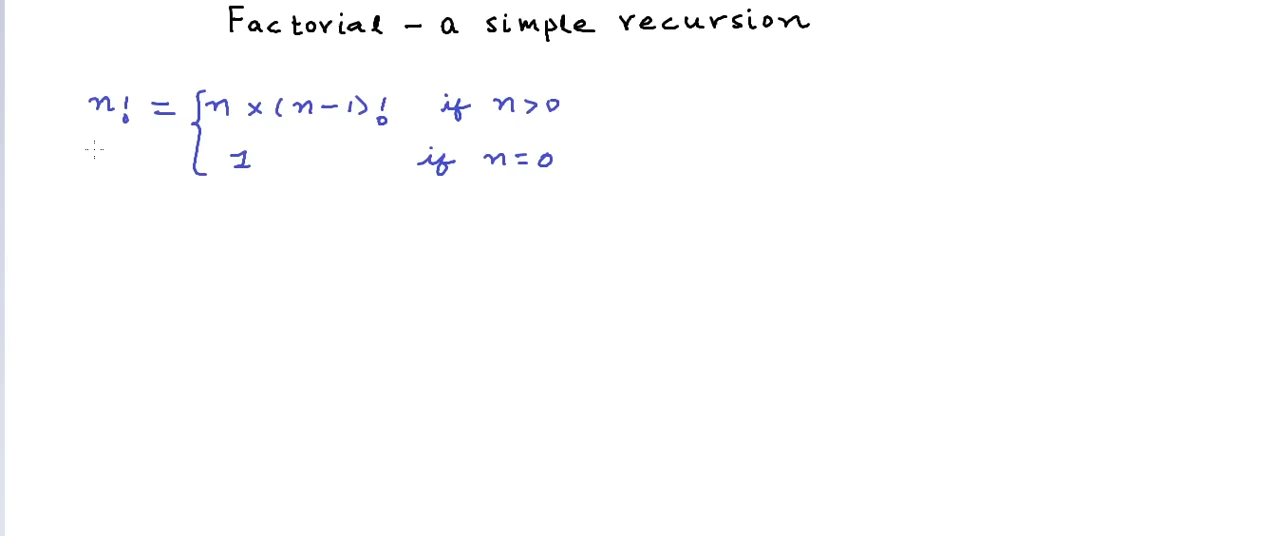 Factorial - a simple recursion
n! = { n × (n-1)! if n>0
1 if n=0